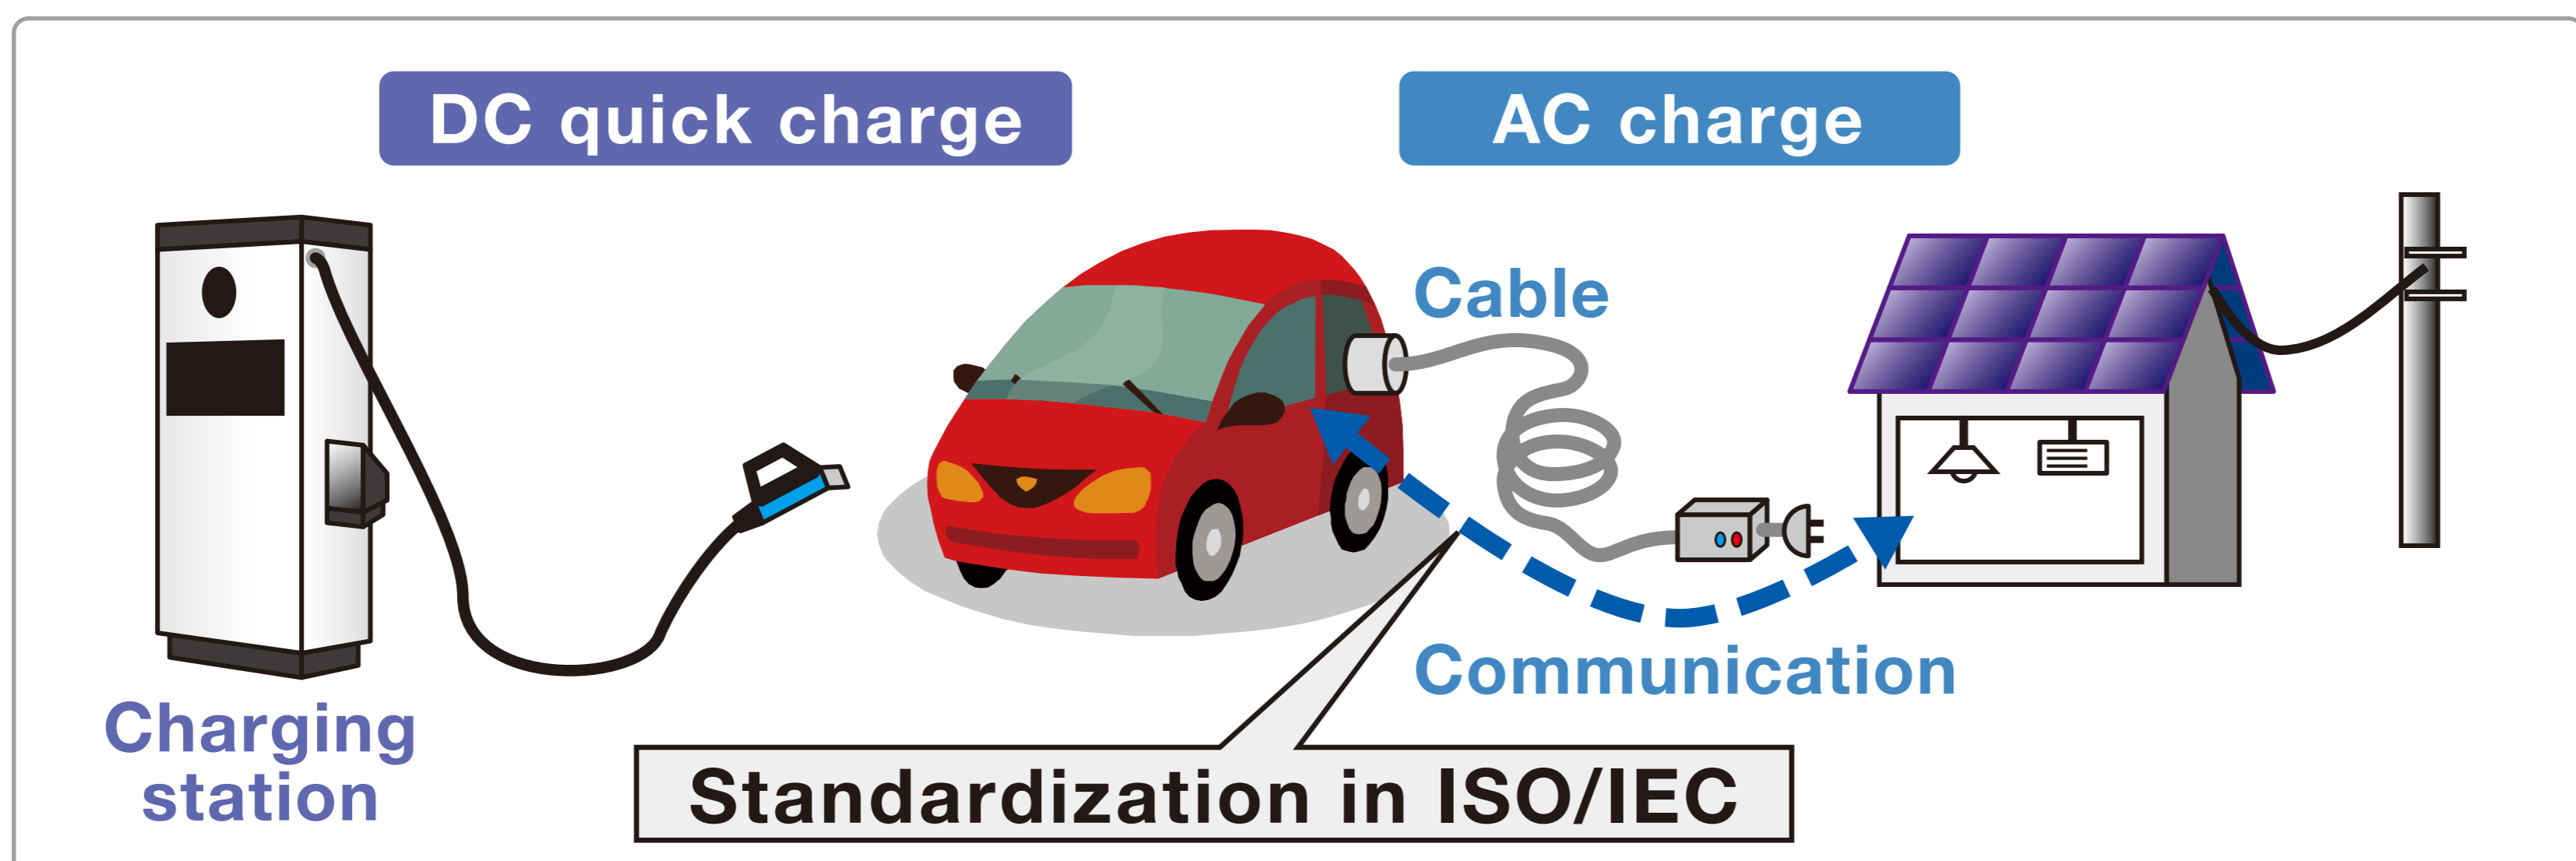 DC quick charge
AC charge
Cable
Communication
Charging
station
Standardization in ISO/IEC